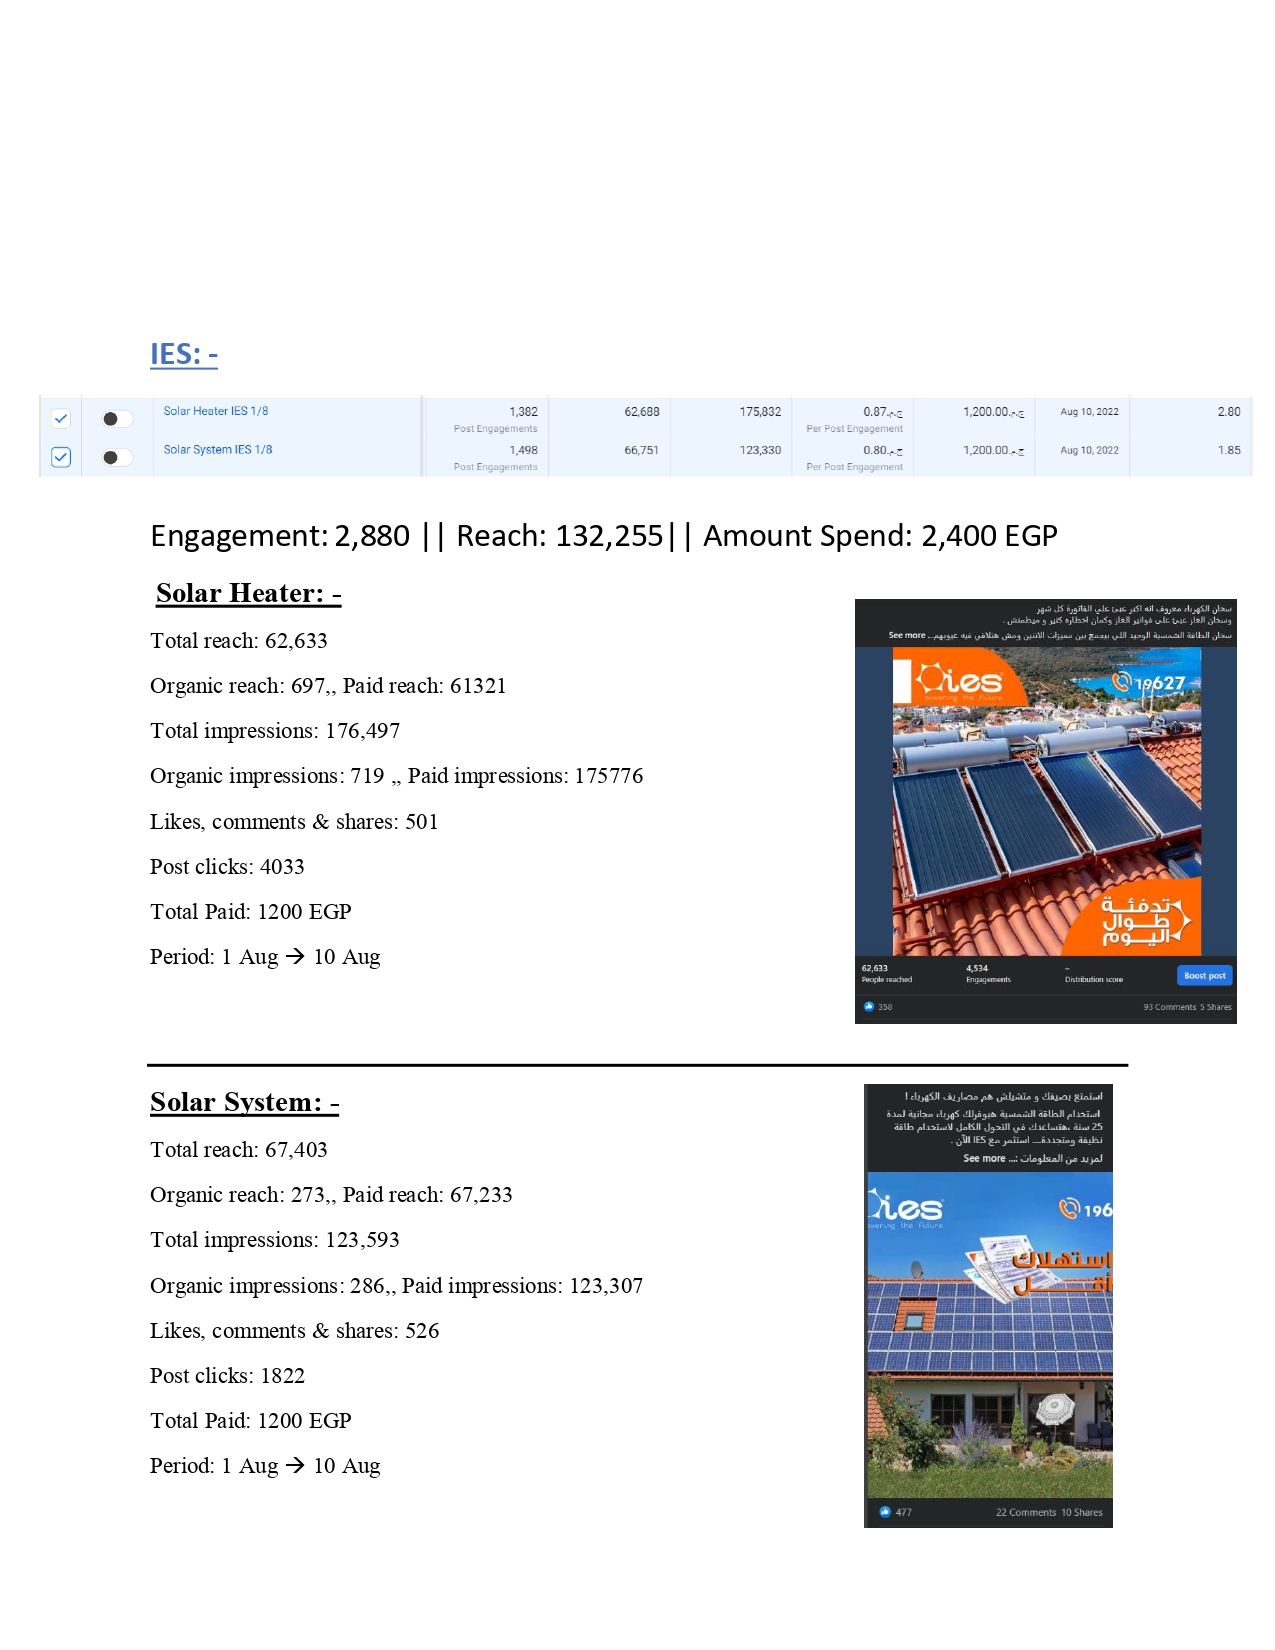 IES: -
Solar Heater IES 1/8 1,382 62,688 175,832 0.87ج.م. 1,200.00ج.م. Aug 10, 2022 2.80
Post Engagements Per Post Engagement
Solar System IES 1/8 1,498 66,751 123,330 0.80ج.م. 1,200.00ج.م. Aug 10, 2022 1.85
Post Engagements Per Post Engagement
Engagement: 2,880 || Reach: 132,255|| Amount Spend: 2,400 EGP
Solar Heater: -
Total reach: 62,633
Organic reach: 697,, Paid reach: 61321
Total impressions: 176,497
Organic impressions: 719 ,, Paid impressions: 175776
Likes, comments & shares: 501
Post clicks: 4033
Total Paid: 1200 EGP
Period: 1 Aug → 10 Aug
سخان الكهرباء معروف انه اكبر عبئ علي الفاتورة كل شهر
وسخان الغاز عبئ على فواتير الغاز وكمان اخطاره كتير و ميطمنش .
سخان الطاقة الشمسية الوحيد اللي بيجمع بين مميزات الاتنين ومش هتلاقي فيه عيوبهم... See more
ies
powering the future
19627
تدفئة
طوال
اليوم
62,633 4,534 –
People reached Engagements Distribution score
Boost post
358 93 Comments 5 Shares
Solar System: -
Total reach: 67,403
Organic reach: 273,, Paid reach: 67,233
Total impressions: 123,593
Organic impressions: 286,, Paid impressions: 123,307
Likes, comments & shares: 526
Post clicks: 1822
Total Paid: 1200 EGP
Period: 1 Aug → 10 Aug
استمتع بصيفك و متشيلش هم مصاريف الكهرباء !
استخدام الطاقة الشمسية هيوفرلك كهرباء مجانية لمدة
25 سنة ،هتساعدك في التحول الكامل لاستخدام طاقة
نظيفة ومتجددة.... استثمر مع IES الآن .
لمزيد من المعلومات :... See more
ies
owering the future
196
استهلاك
أقــل
477 22 Comments 10 Shares